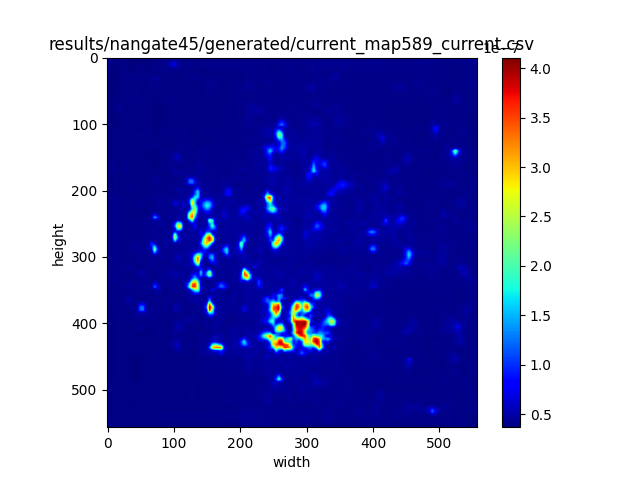 results/nangate45/generated/current_map589_current.csv
1e−7
0
100
200
300
400
500
height
0 100 200 300 400 500
width
4.0
3.5
3.0
2.5
2.0
1.5
1.0
0.5